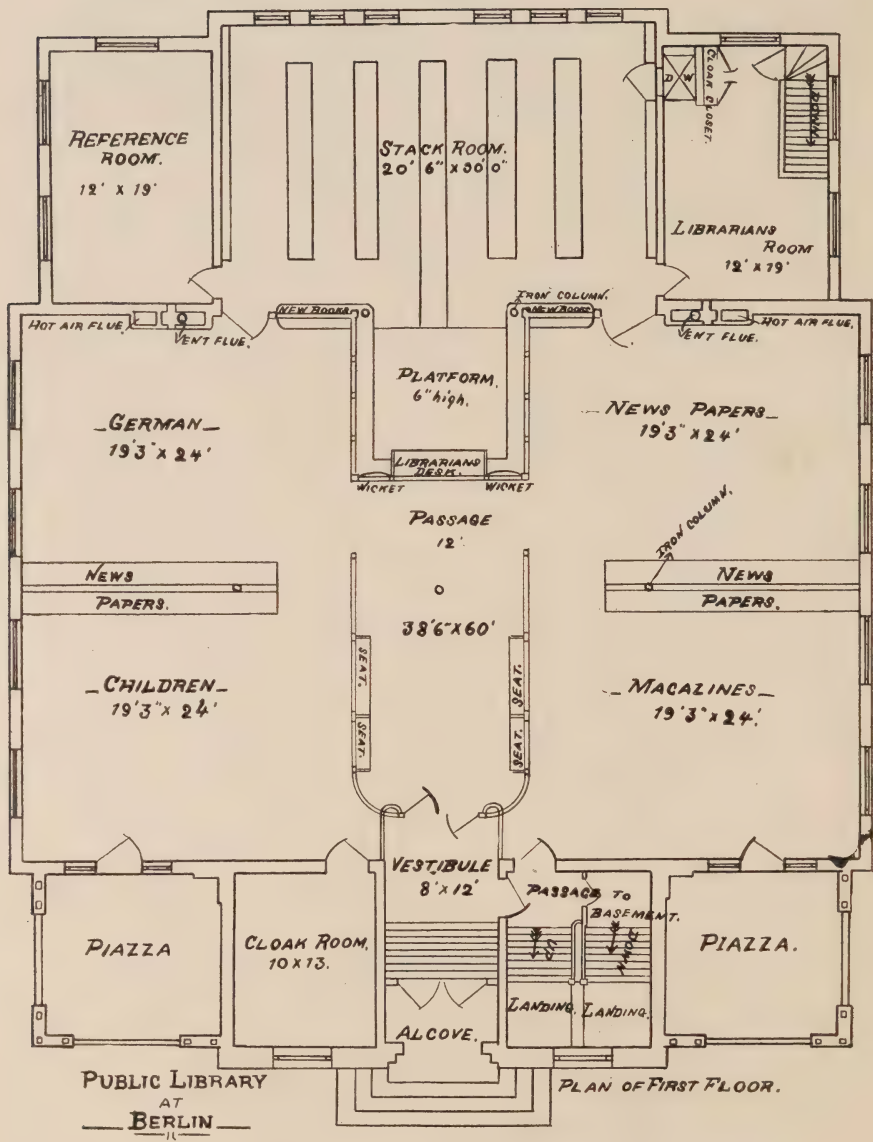 REFERENCE
ROOM.
12' X 19'
STACK ROOM.
20' 6" X 30' 0"
D W
CLOAK CLOSET.
DOWN
LIBRARIANS
ROOM
12' X 19'
HOT AIR FLUE.
VENT FLUE.
NEW BOOKS
IRON COLUMN.
NEW BOOKS
VENT FLUE.
HOT AIR FLUE.
PLATFORM.
6" high.
GERMAN
19'3" X 24'
NEWS PAPERS
19'3" X 24'
LIBRARIANS
DESK.
WICKET
WICKET
PASSAGE
12'
IRON COLUMN.
NEWS
PAPERS.
NEWS
PAPERS.
38'6" X 60'
CHILDREN
19'3" X 24'
SEAT.
SEAT.
SEAT.
SEAT.
MAGAZINES
19'3" X 24'
VESTIBULE
8' X 12'
PASSAGE TO
BASEMENT.
PIAZZA
CLOAK ROOM.
10 X 13.
UP
DOWN
PIAZZA.
LANDING.
LANDING.
ALCOVE.
PUBLIC LIBRARY
AT
BERLIN
PLAN OF FIRST FLOOR.